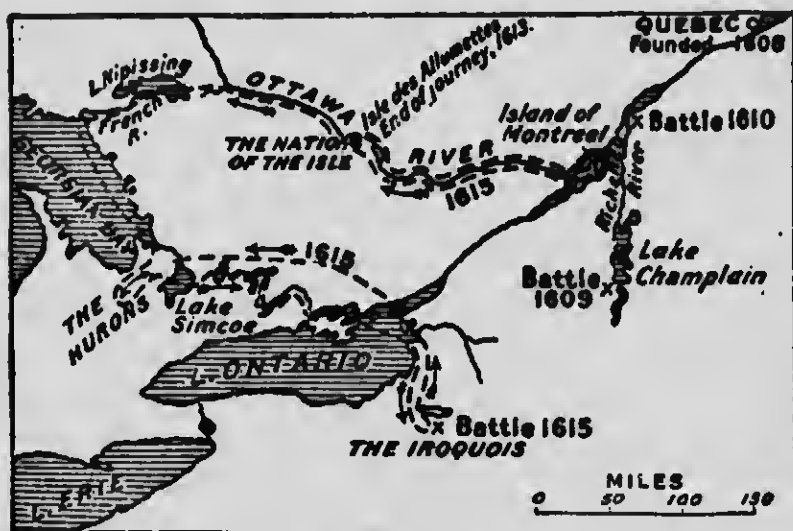 QUEBEC
Founded 1608
L. Nipissing
French
R.
OTTAWA
RIVER
1615
Isle des Allumettes
End of journey, 1613.
THE NATION
OF THE ISLE
Island of
Montreal
Battle 1610
Richelieu
River
Lake
Champlain
Battle
1609
GEORGIAN BAY
1615
THE
HURONS
Lake
Simcoe
L. ONTARIO
Battle 1615
THE IROQUOIS
L. ERIE
MILES
0 50 100 150